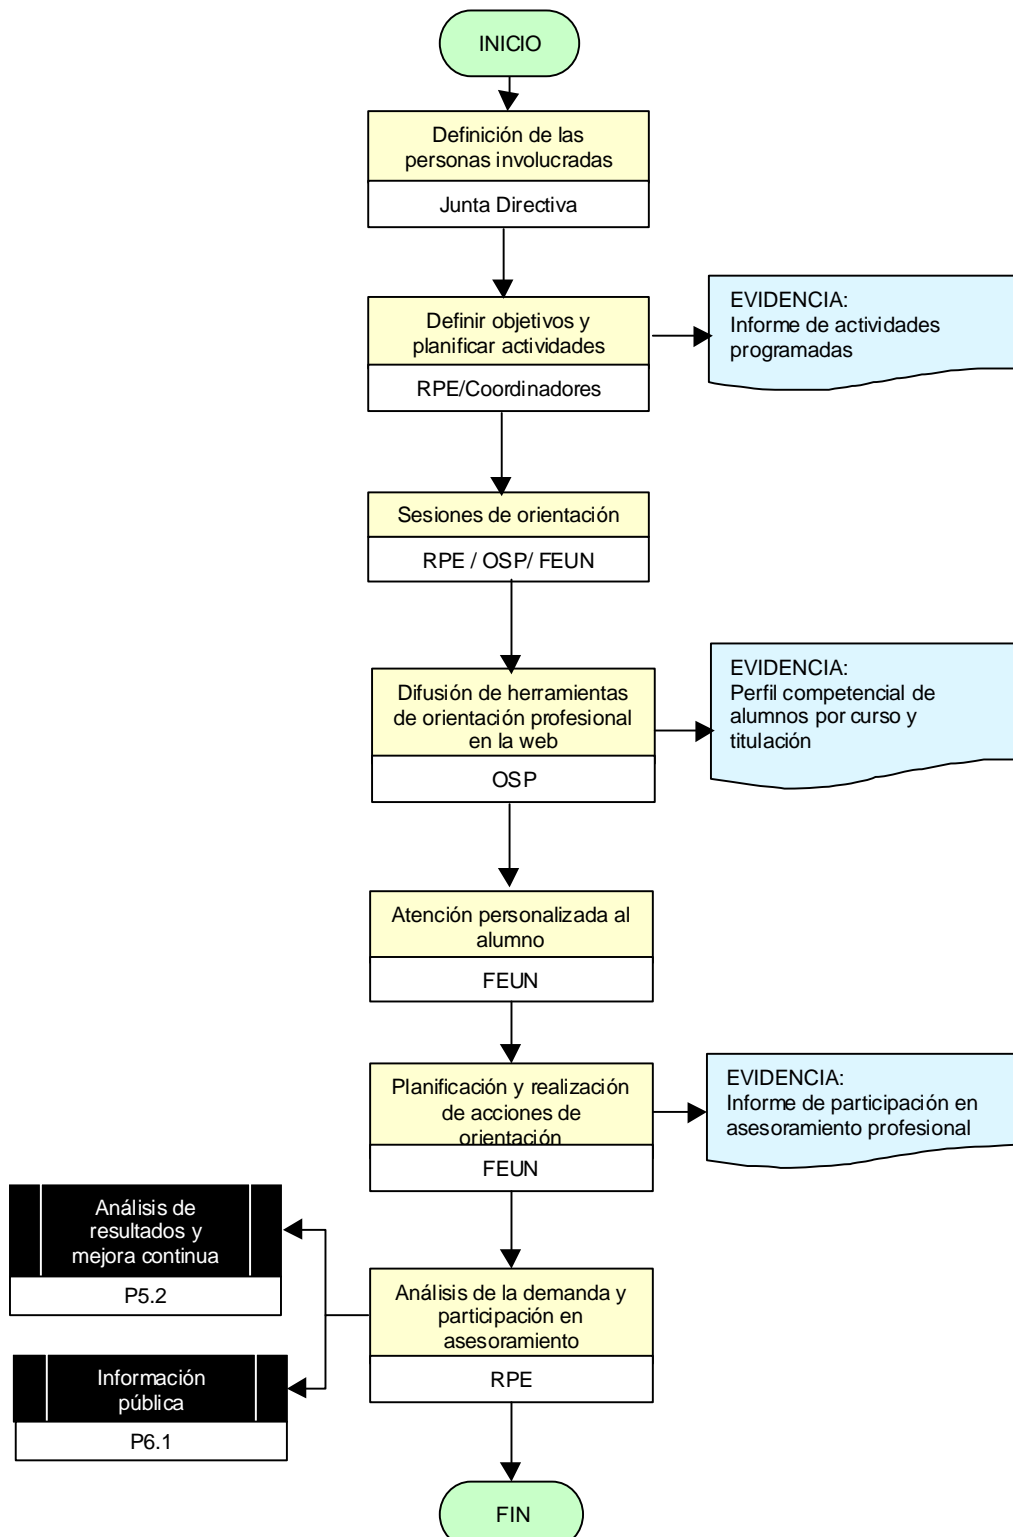 INICIO
Definición de las
personas involucradas
Junta Directiva
Definir objetivos y
planificar actividades
RPE/Coordinadores
EVIDENCIA:
Informe de actividades
programadas
Sesiones de orientación
RPE / OSP/ FEUN
Difusión de herramientas
de orientación profesional
en la web
OSP
EVIDENCIA:
Perfil competencial de
alumnos por curso y
titulación
Atención personalizada al
alumno
FEUN
Planificación y realización
de acciones de
orientación
FEUN
EVIDENCIA:
Informe de participación en
asesoramiento profesional
Análisis de
resultados y
mejora continua
P5.2
Análisis de la demanda y
participación en
asesoramiento
RPE
Información
pública
P6.1
FIN